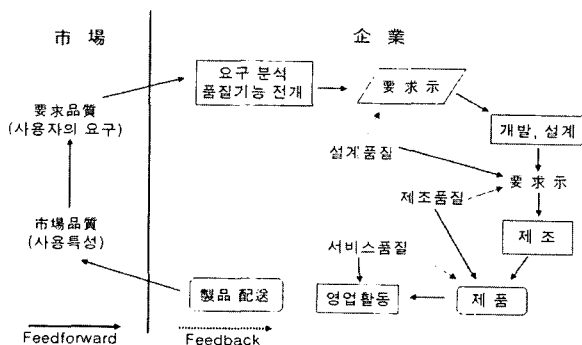 市 場
企 業
요구 분석
품질기능 전개
要 求 示
要求品質
(사용자의 요구)
개발, 설계
설계품질
要 求 示
제조품질
市場品質
(사용특성)
제 조
서비스품질
製品 配送
영업활동
제 품
Feedforward
Feedback